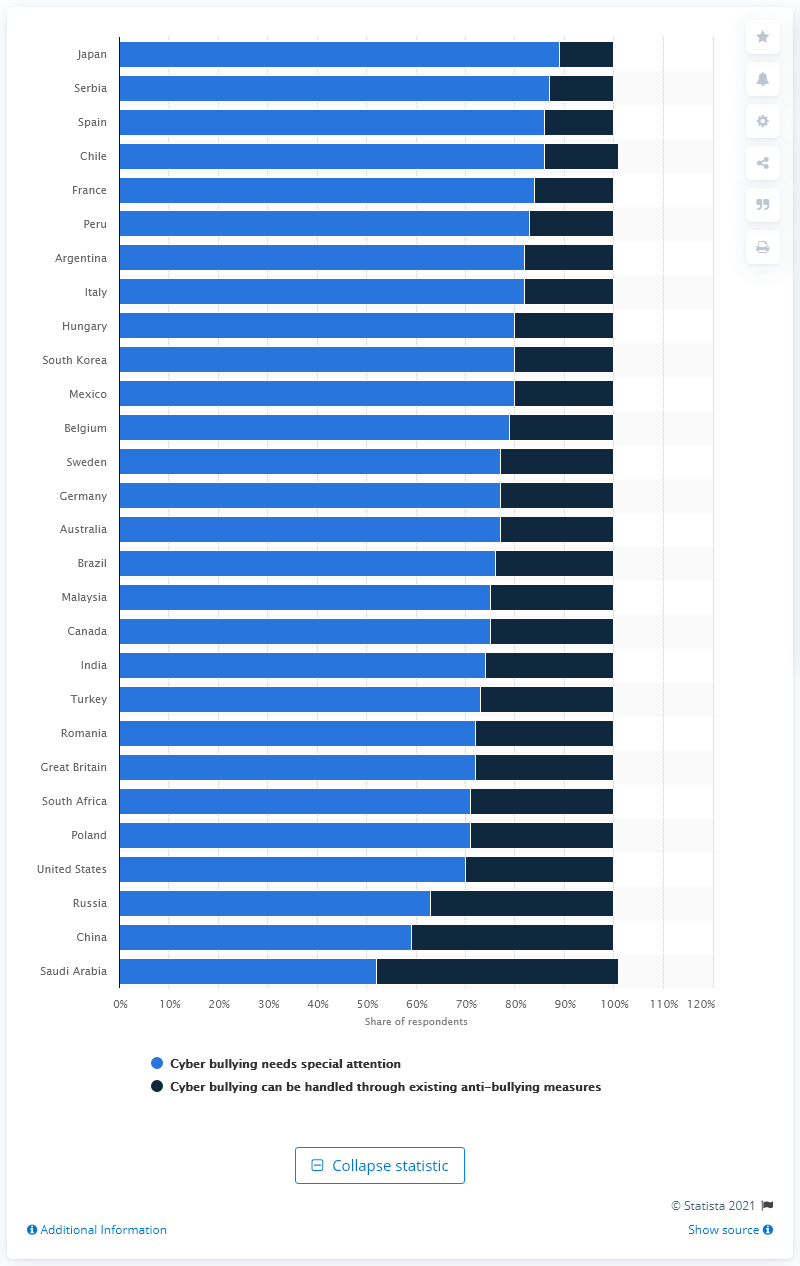 Japan
Serbia
Spain
Chile
France
Peru
Argentina
Italy
Hungary
South Korea
Mexico
Belgium
Sweden
Germany
Australia
Brazil
Malaysia
Canada
India
Turkey
Romania
Great Britain
South Africa
Poland
United States
Russia
China
Saudi Arabia
0% 10% 20% 30% 40% 50% 60% 70% 80% 90% 100% 110% 120%
Share of respondents
Cyber bullying needs special attention
Cyber bullying can be handled through existing anti-bullying measures
Collapse statistic
© Statista 2021
Additional Information
Show source